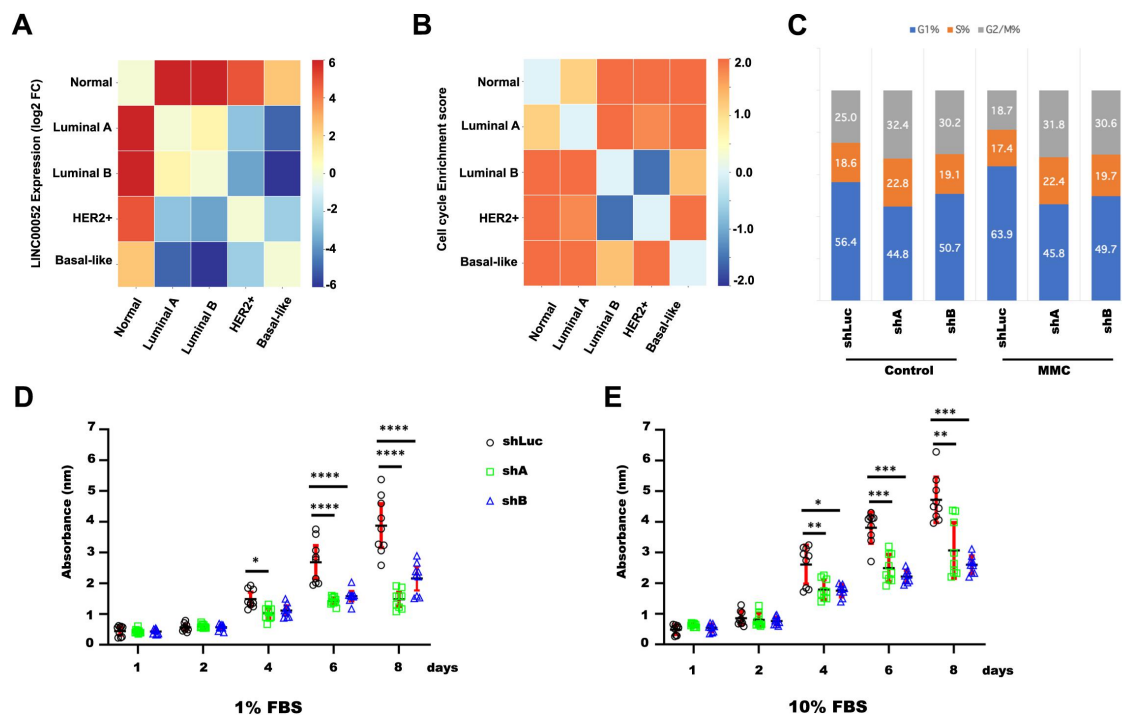 A
LINC00052 Expression (log2 FC)
Normal
Luminal A
Luminal B
HER2+
Basal-like
Normal
Luminal A
Luminal B
HER2+
Basal-like
6
4
2
0
-2
-4
-6
B
Cell cycle Enrichment score
Normal
Luminal A
Luminal B
HER2+
Basal-like
Normal
Luminal A
Luminal B
HER2+
Basal-like
2.0
1.0
0.0
-1.0
-2.0
C
G1% S% G2/M%
25.0 32.4 30.2 18.7 31.8 30.6
18.6 22.8 19.1 17.4 22.4 19.7
56.4 44.8 50.7 63.9 45.8 49.7
shLuc shA shB shLuc shA shB
Control MMC
D
Absorbance (nm)
7
6
5
4
3
2
1
0
*
****
****
****
****
1 2 4 6 8 days
1% FBS
shLuc
shA
shB
E
Absorbance (nm)
7
6
5
4
3
2
1
0
*
**
***
***
***
**
1 2 4 6 8 days
10% FBS